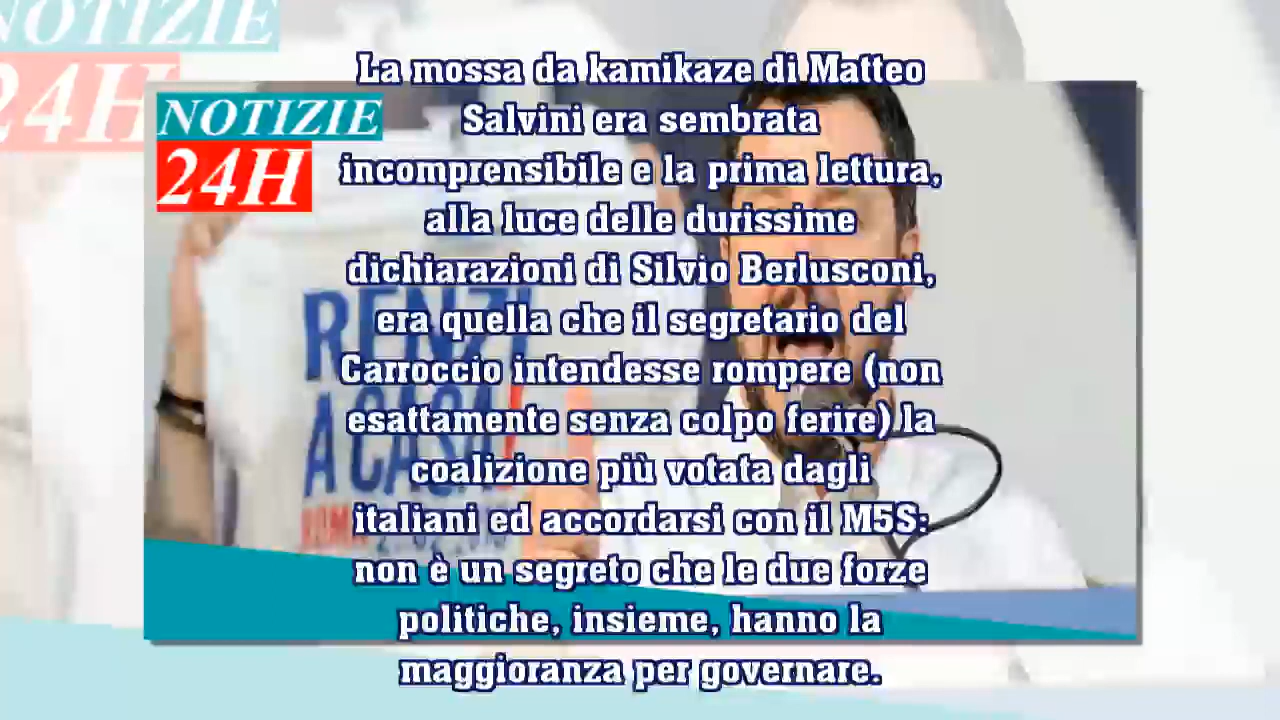 NOTIZIE
24H
NOTIZIE
24H
La mossa da kamikaze di Matteo
Salvini era sembrata
incomprensibile e la prima lettura,
alla luce delle durissime
dichiarazioni di Silvio Berlusconi,
era quella che il segretario del
Carroccio intendesse rompere (non
esattamente senza colpo ferire) la
coalizione più votata dagli
italiani ed accordarsi con il M5S:
non è un segreto che le due forze
politiche, insieme, hanno la
maggioranza per governare.
RENZI
A CASA!